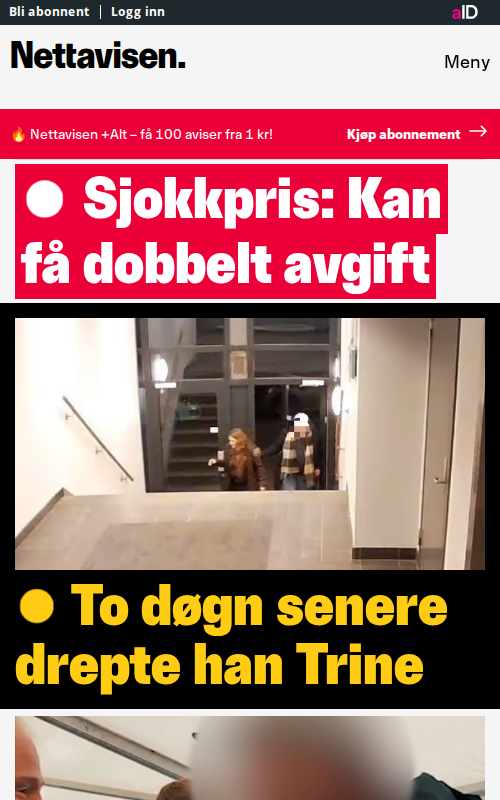 Bli abonnent | Logg inn
aID
Nettavisen.
Meny
🔥 Nettavisen +Alt – få 100 aviser fra 1 kr!
Kjøp abonnement →
Sjokkpris: Kan
få dobbelt avgift
To døgn senere
drepte han Trine